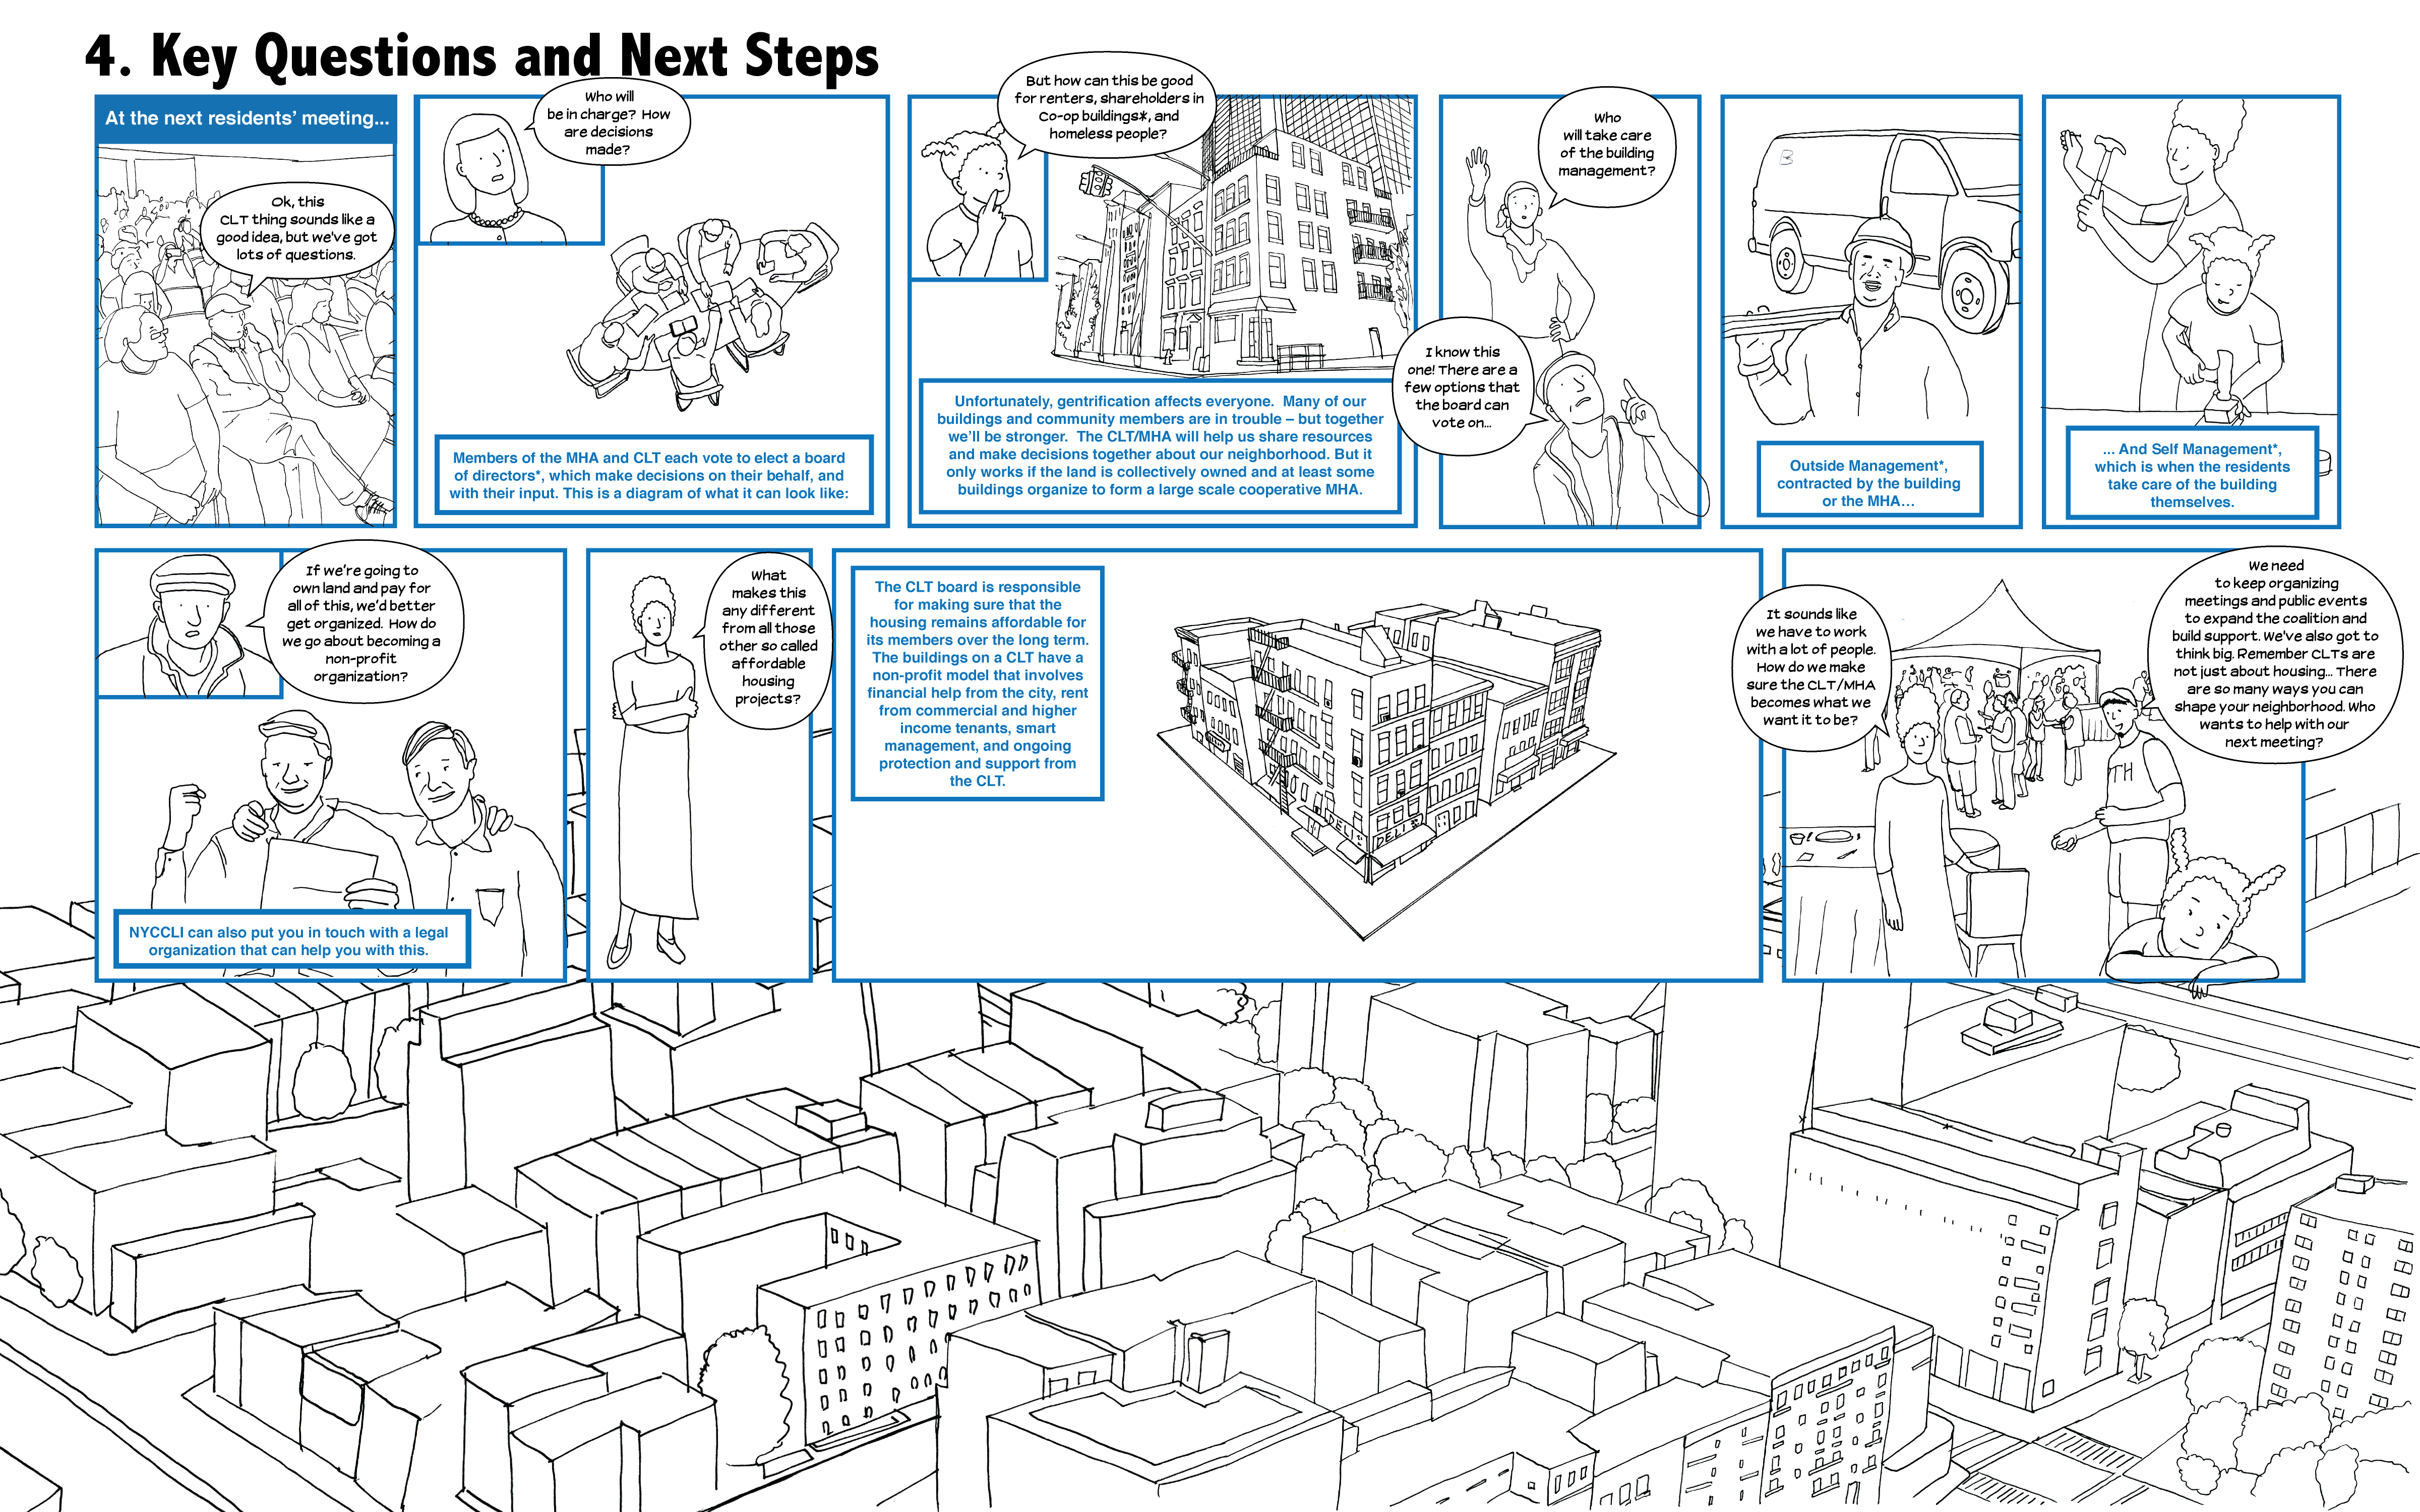 4. Key Questions and Next Steps
At the next residents' meeting...
Ok, this
CLT thing sounds like a
good idea, but we've got
lots of questions.
Who will
be in charge? How
are decisions
made?
Members of the MHA and CLT each vote to elect a board
of directors*, which make decisions on their behalf, and
with their input. This is a diagram of what it can look like:
But how can this be good
for renters, shareholders in
Co-op buildings*, and
homeless people?
Unfortunately, gentrification affects everyone. Many of our
buildings and community members are in trouble – but together
we'll be stronger. The CLT/MHA will help us share resources
and make decisions together about our neighborhood. But it
only works if the land is collectively owned and at least some
buildings organize to form a large scale cooperative MHA.
Who
will take care
of the building
management?
I know this
one! There are a
few options that
the board can
vote on...
B
Outside Management*,
contracted by the building
or the MHA...
... And Self Management*,
which is when the residents
take care of the building
themselves.
If we're going to
own land and pay for
all of this, we'd better
get organized. How do
we go about becoming a
non-profit
organization?
NYCCLI can also put you in touch with a legal
organization that can help you with this.
What
makes this
any different
from all those
other so called
affordable
housing
projects?
The CLT board is responsible
for making sure that the
housing remains affordable for
its members over the long term.
The buildings on a CLT have a
non-profit model that involves
financial help from the city, rent
from commercial and higher
income tenants, smart
management, and ongoing
protection and support from
the CLT.
DELI
DELI
It sounds like
we have to work
with a lot of people.
How do we make
sure the CLT/MHA
becomes what we
want it to be?
We need
to keep organizing
meetings and public events
to expand the coalition and
build support. We've also got to
think big. Remember CLTs are
not just about housing... There
are so many ways you can
shape your neighborhood. Who
wants to help with our
next meeting?
TH